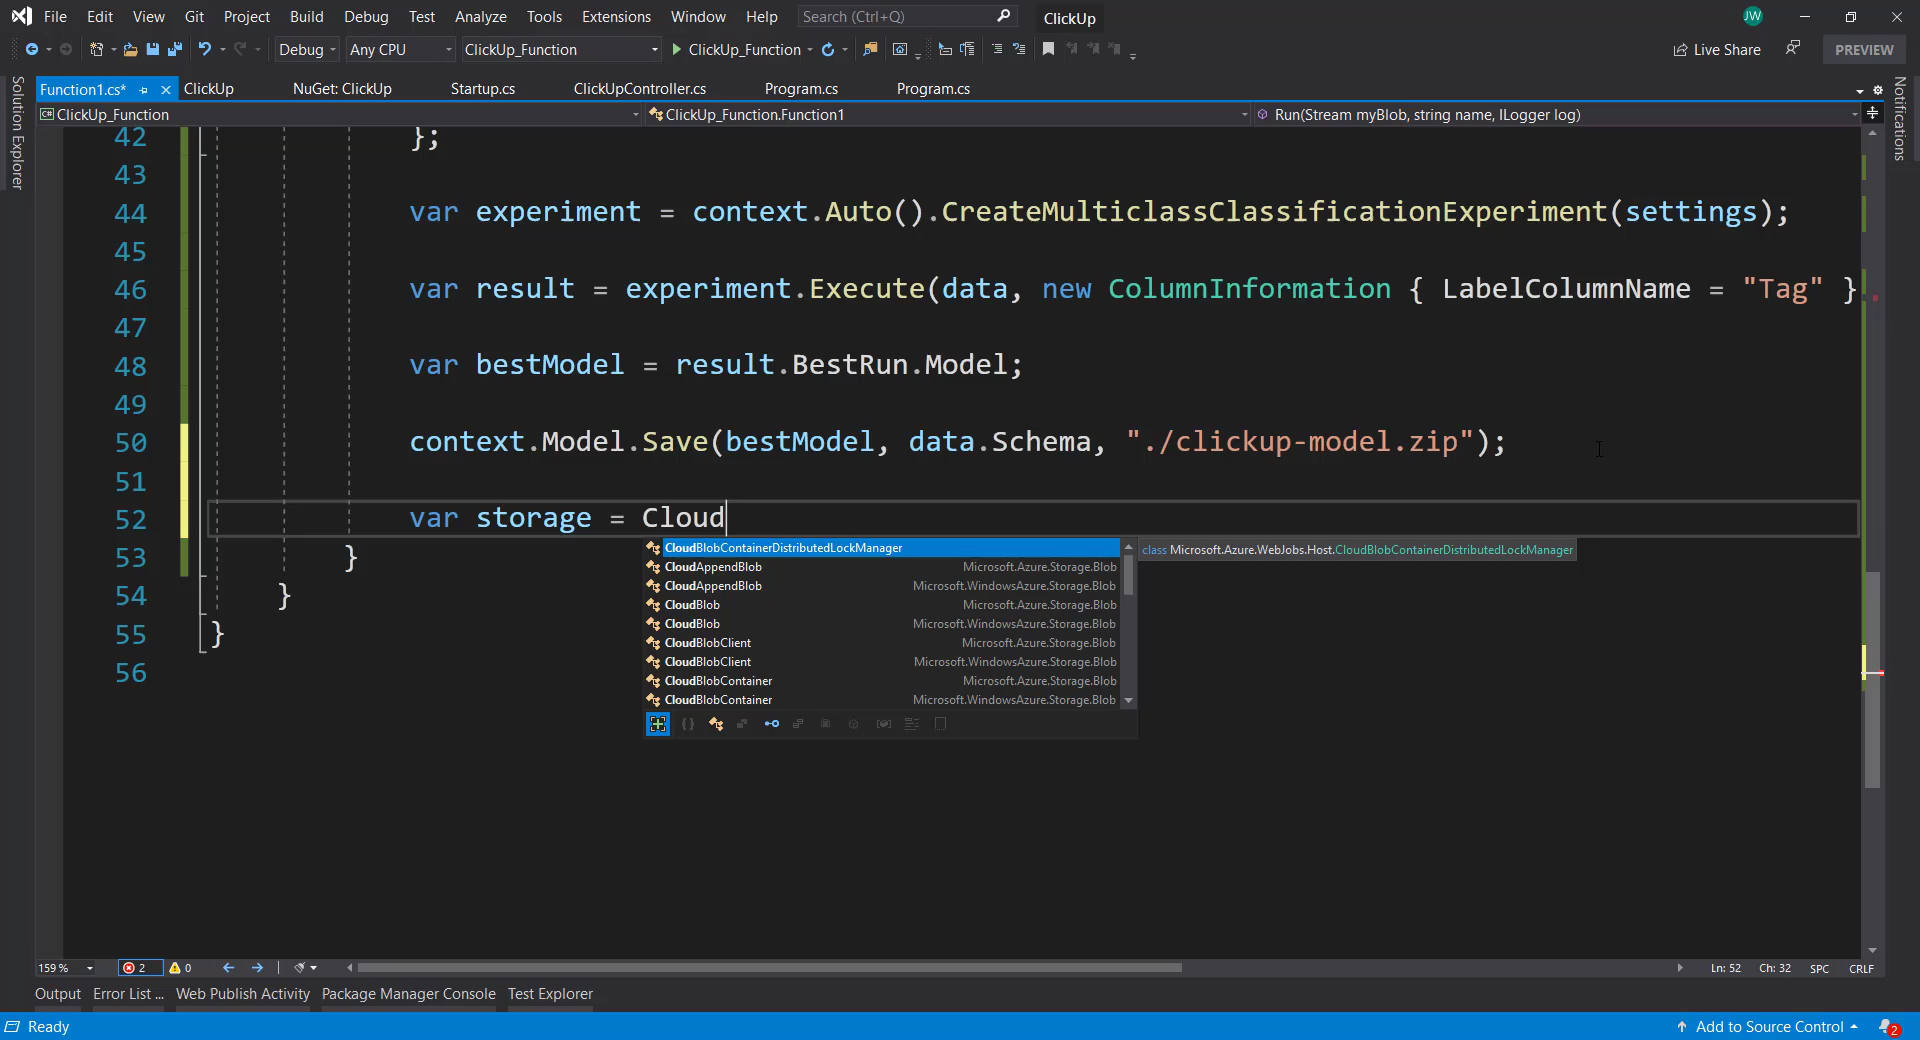 File Edit View Git Project Build Debug Test Analyze Tools Extensions Window Help Search (Ctrl+Q) ClickUp JW
Debug Any CPU ClickUp_Function ClickUp_Function Live Share PREVIEW
Function1.cs* ClickUp NuGet: ClickUp Startup.cs ClickUpController.cs Program.cs Program.cs
ClickUp_Function ClickUp_Function.Function1 Run(Stream myBlob, string name, ILogger log)
Solution Explorer
Notifications
42 };
43
44 var experiment = context.Auto().CreateMulticlassClassificationExperiment(settings);
45
46 var result = experiment.Execute(data, new ColumnInformation { LabelColumnName = "Tag" }
47
48 var bestModel = result.BestRun.Model;
49
50 context.Model.Save(bestModel, data.Schema, "./clickup-model.zip");
51
52 var storage = Cloud
53 }
54 }
55 }
56
CloudBlobContainerDistributedLockManager class Microsoft.Azure.WebJobs.Host.CloudBlobContainerDistributedLockManager
CloudAppendBlob Microsoft.Azure.Storage.Blob
CloudAppendBlob Microsoft.WindowsAzure.Storage.Blob
CloudBlob Microsoft.Azure.Storage.Blob
CloudBlob Microsoft.WindowsAzure.Storage.Blob
CloudBlobClient Microsoft.Azure.Storage.Blob
CloudBlobClient Microsoft.WindowsAzure.Storage.Blob
CloudBlobContainer Microsoft.Azure.Storage.Blob
CloudBlobContainer Microsoft.WindowsAzure.Storage.Blob
159 % 2 0 Ln: 52 Ch: 32 SPC CRLF
Output Error List ... Web Publish Activity Package Manager Console Test Explorer
Ready Add to Source Control 2